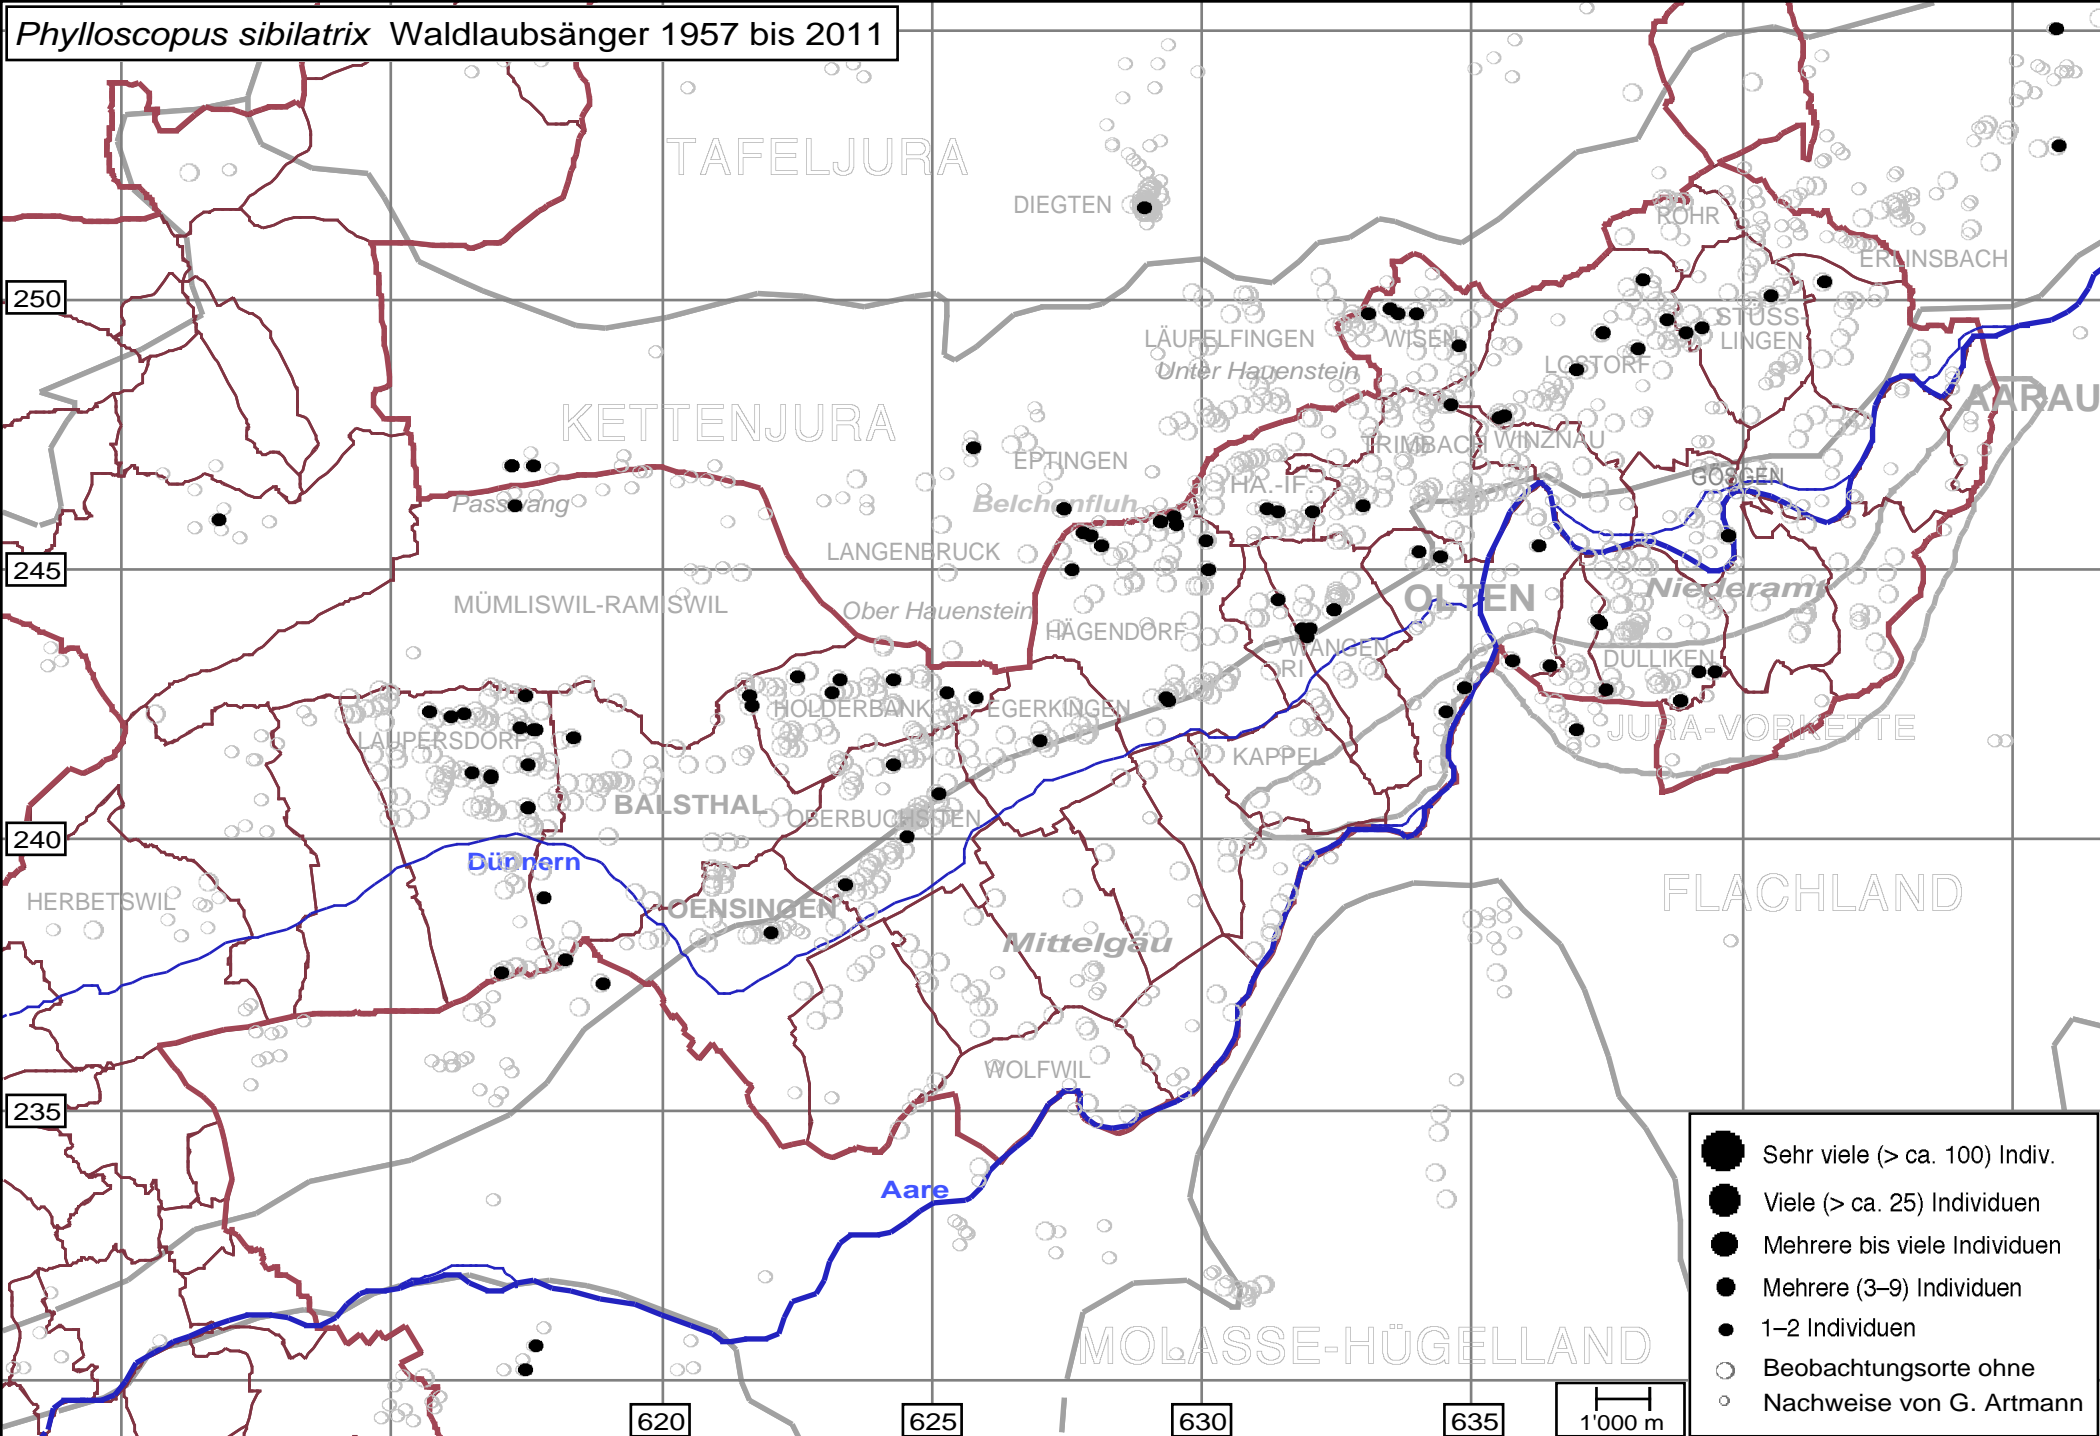 Phylloscopus sibilatrix Waldlaubsänger 1957 bis 2011
TAFELJURA
DIEGTEN
ROHR
ERLINSBACH
250
LÄUFELFINGEN
WISEN
STÜSS-
LINGEN
Unter Hauenstein
LOSTORF
AARAU
KETTENJURA
TRIMBACH
WINZNAU
EPTINGEN
GÖSGEN
HA.-IF.
Passwang
Belchenfluh
LANGENBRUCK
245
MÜMLISWIL-RAMISWIL
Ober Hauenstein
OLTEN
Niederamt
HÄGENDORF
WANGEN
RI
DULLIKEN
HOLDERBANK
EGERKINGEN
LAUPERSDORF
JURA-VORKETTE
KAPPEL
BALSTHAL
OBERBUCHSITEN
240
Dünnern
HERBETSWIL
OENSINGEN
FLACHLAND
Mittelgäu
WOLFWIL
235
Aare
MOLASSE-HÜGELLAND
620
625
630
635
1'000 m
Sehr viele (> ca. 100) Indiv.
Viele (> ca. 25) Individuen
Mehrere bis viele Individuen
Mehrere (3–9) Individuen
1–2 Individuen
Beobachtungsorte ohne
Nachweise von G. Artmann